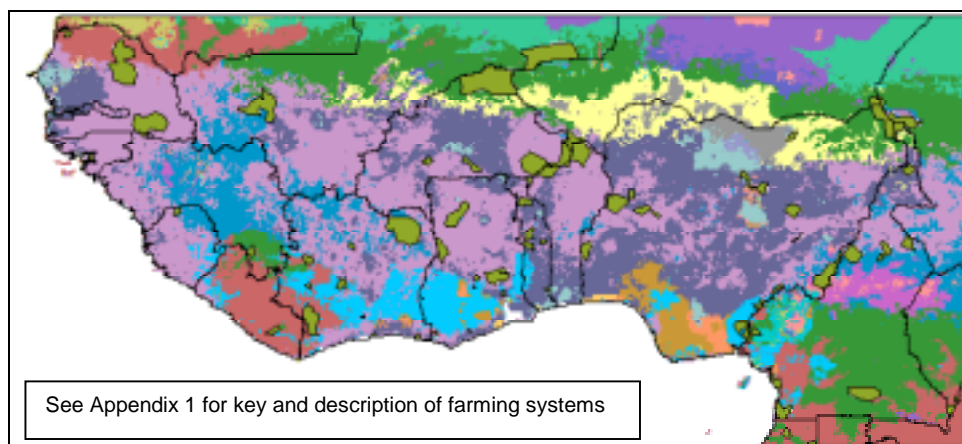 See Appendix 1 for key and description of farming systems